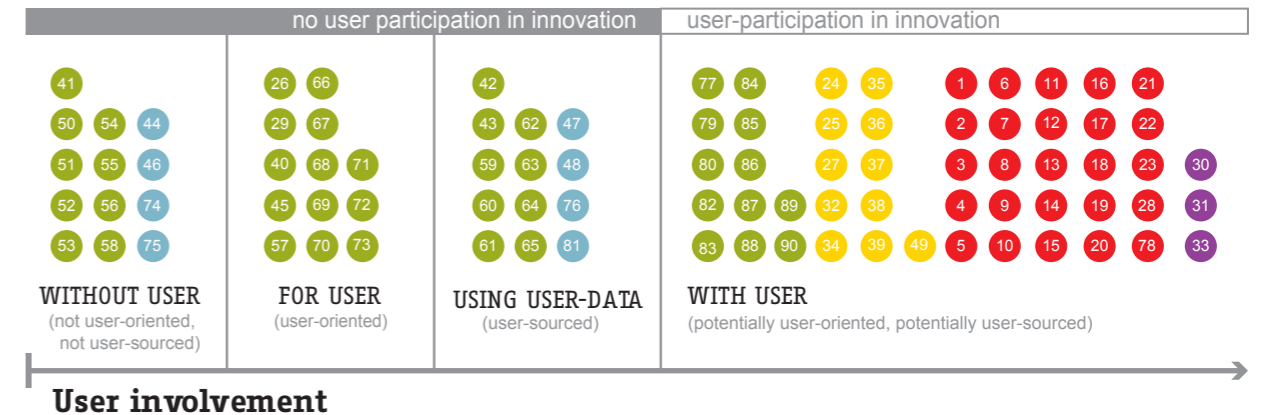 no user participation in innovation user-participation in innovation
41 26 66 42 77 84 24 35 1 6 11 16 21
50 54 44 29 67 43 62 47 79 85 25 36 2 7 12 17 22
51 55 46 40 68 71 59 63 48 80 86 27 37 3 8 13 18 23 30
52 56 74 45 69 72 60 64 76 82 87 89 32 38 4 9 14 19 28 31
53 58 75 57 70 73 61 65 81 83 88 90 34 39 49 5 10 15 20 78 33
WITHOUT USER
(not user-oriented,
not user-sourced)
FOR USER
(user-oriented)
USING USER-DATA
(user-sourced)
WITH USER
(potentially user-oriented, potentially user-sourced)
User involvement